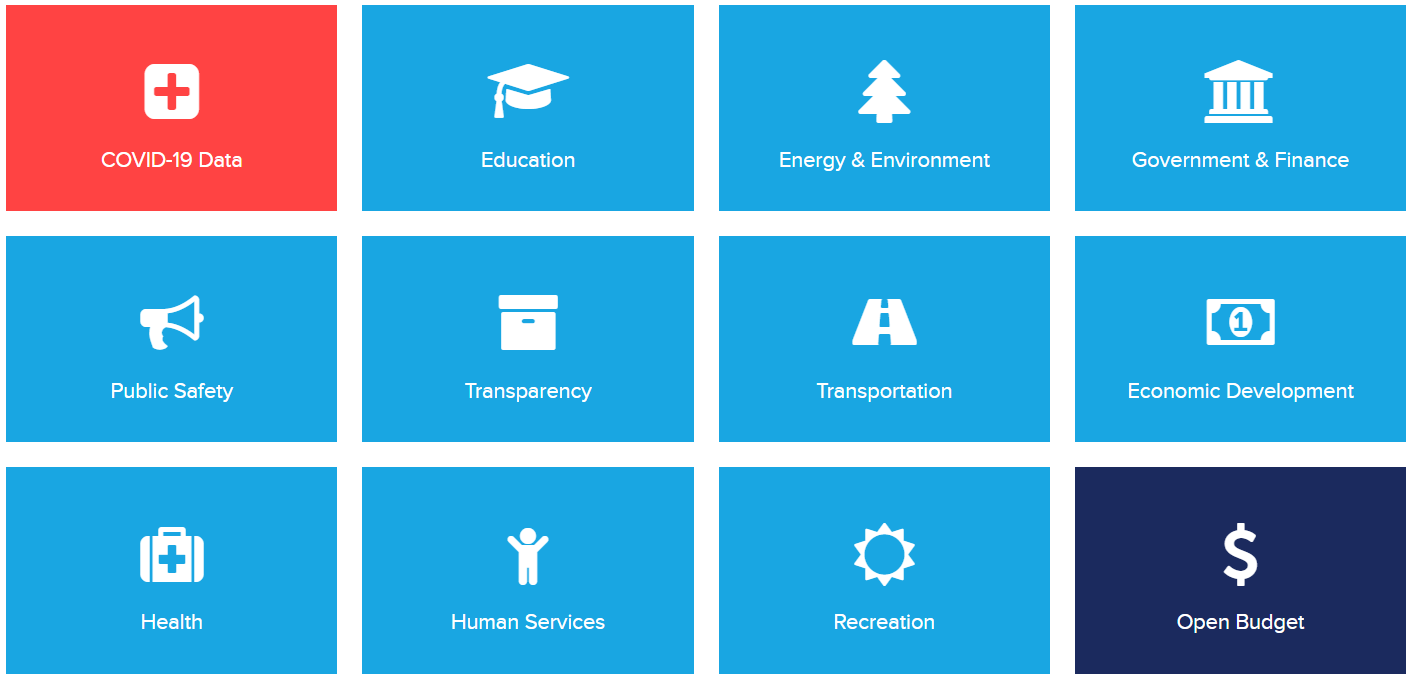 COVID-19 Data
Education
Energy & Environment
Government & Finance
Public Safety
Transparency
Transportation
1
Economic Development
Health
Human Services
Recreation
$
Open Budget